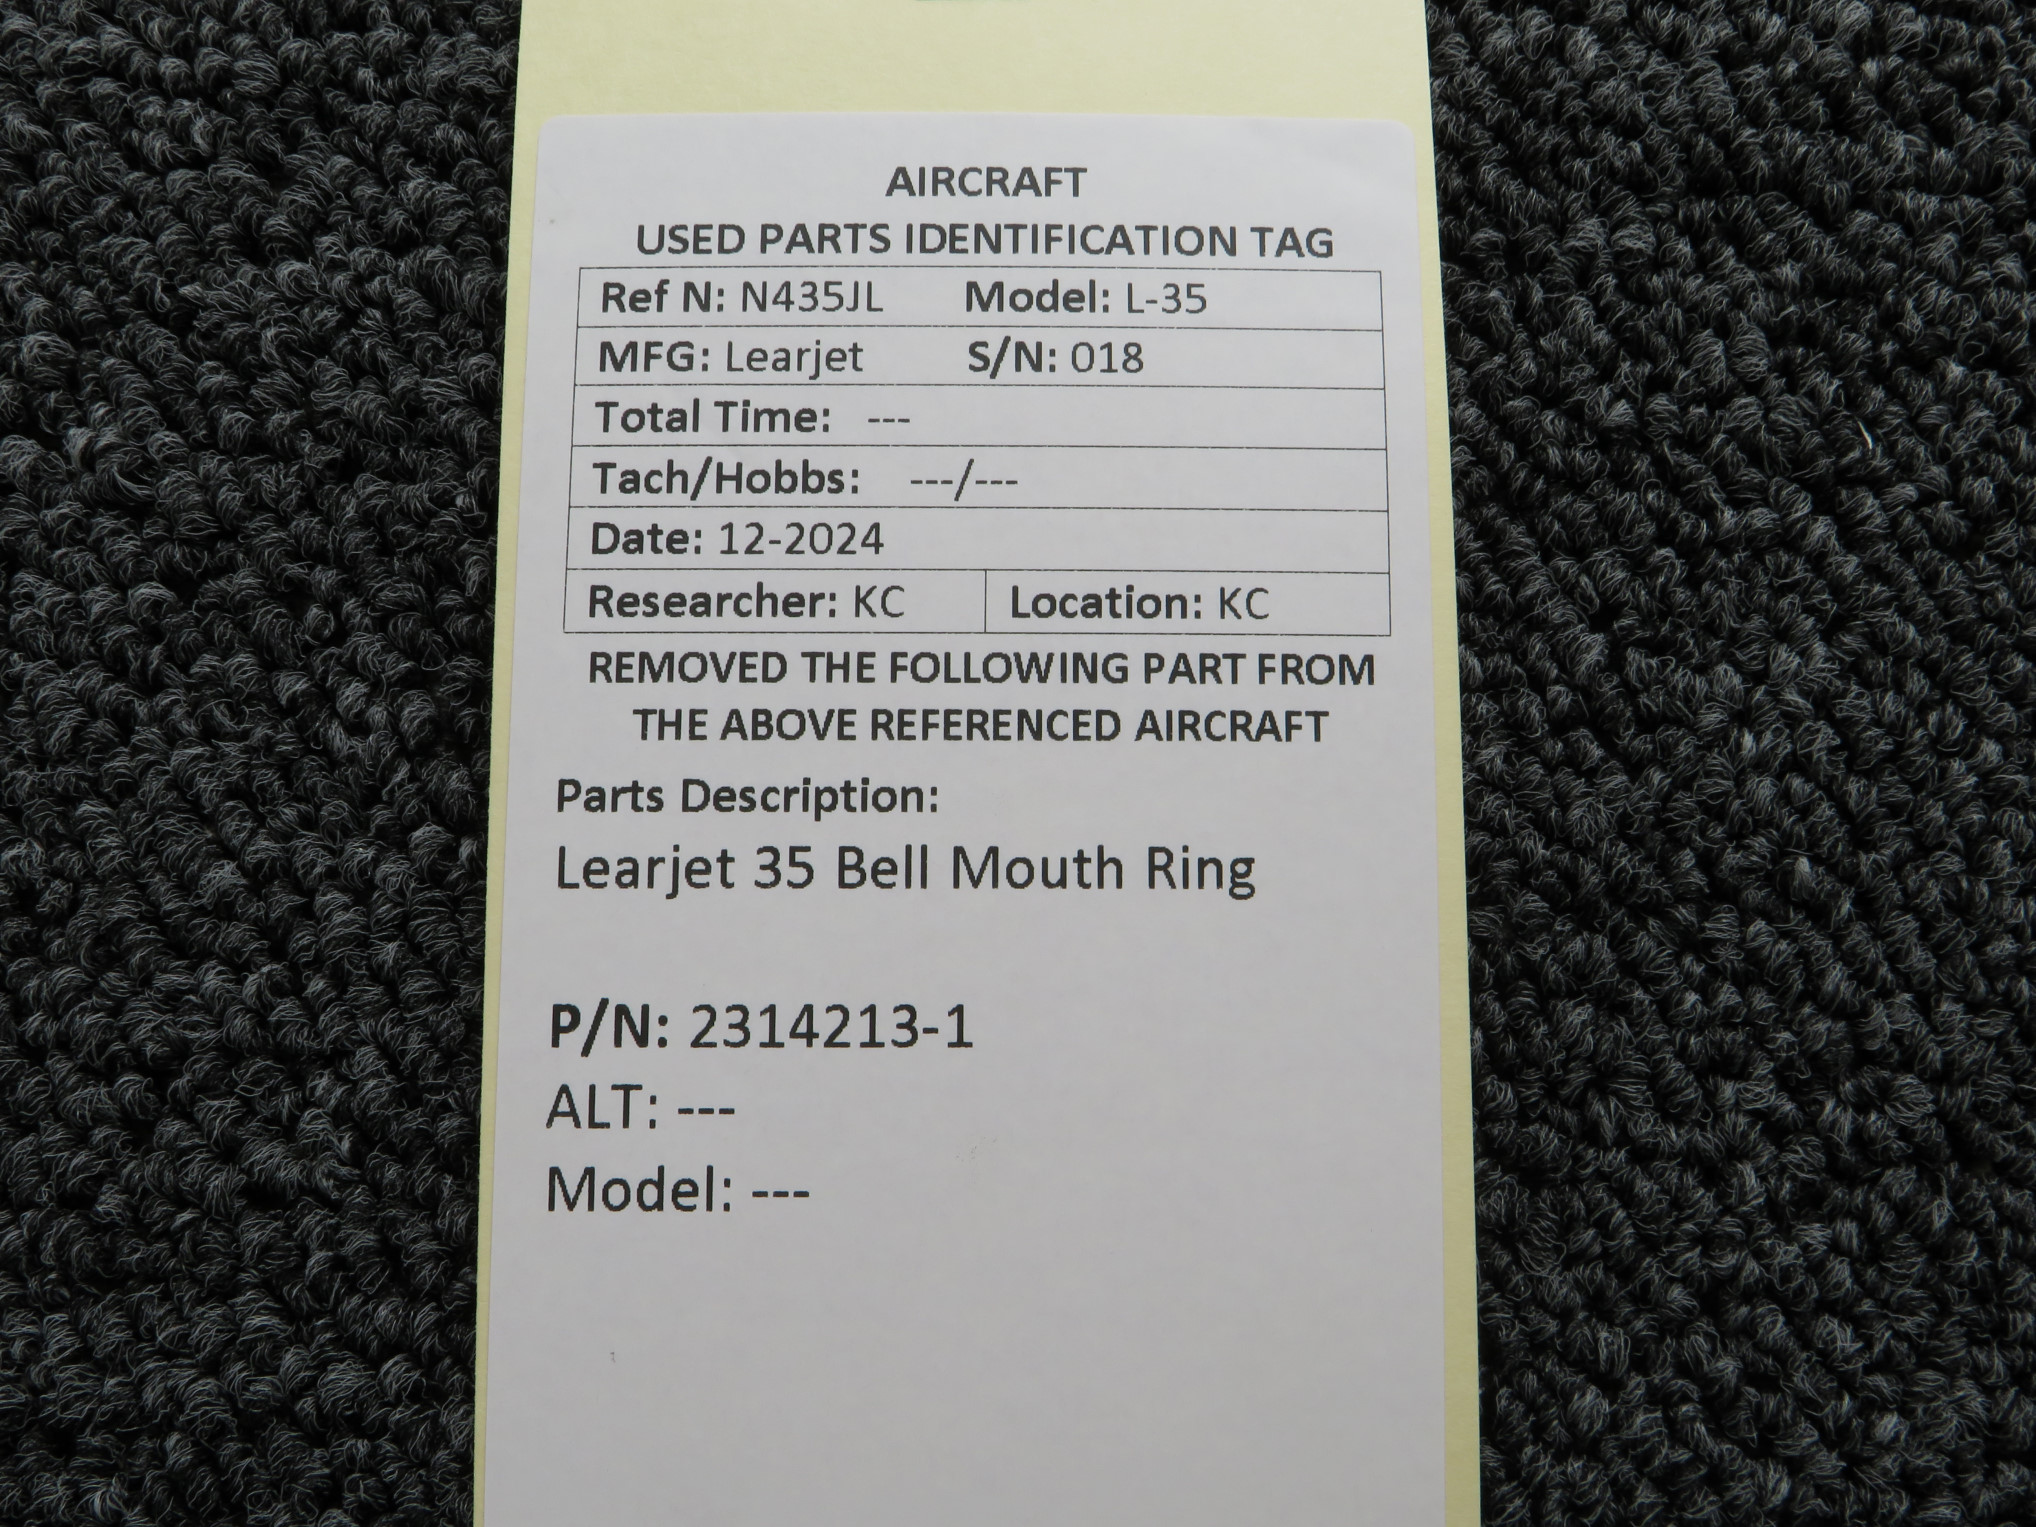 AIRCRAFT
USED PARTS IDENTIFICATION TAG
Ref N: N435JL Model: L-35
MFG: Learjet S/N: 018
Total Time: ---
Tach/Hobbs: ---/---
Date: 12-2024
Researcher: KC Location: KC
REMOVED THE FOLLOWING PART FROM
THE ABOVE REFERENCED AIRCRAFT
Parts Description:
Learjet 35 Bell Mouth Ring
P/N: 2314213-1
ALT: ---
Model: ---